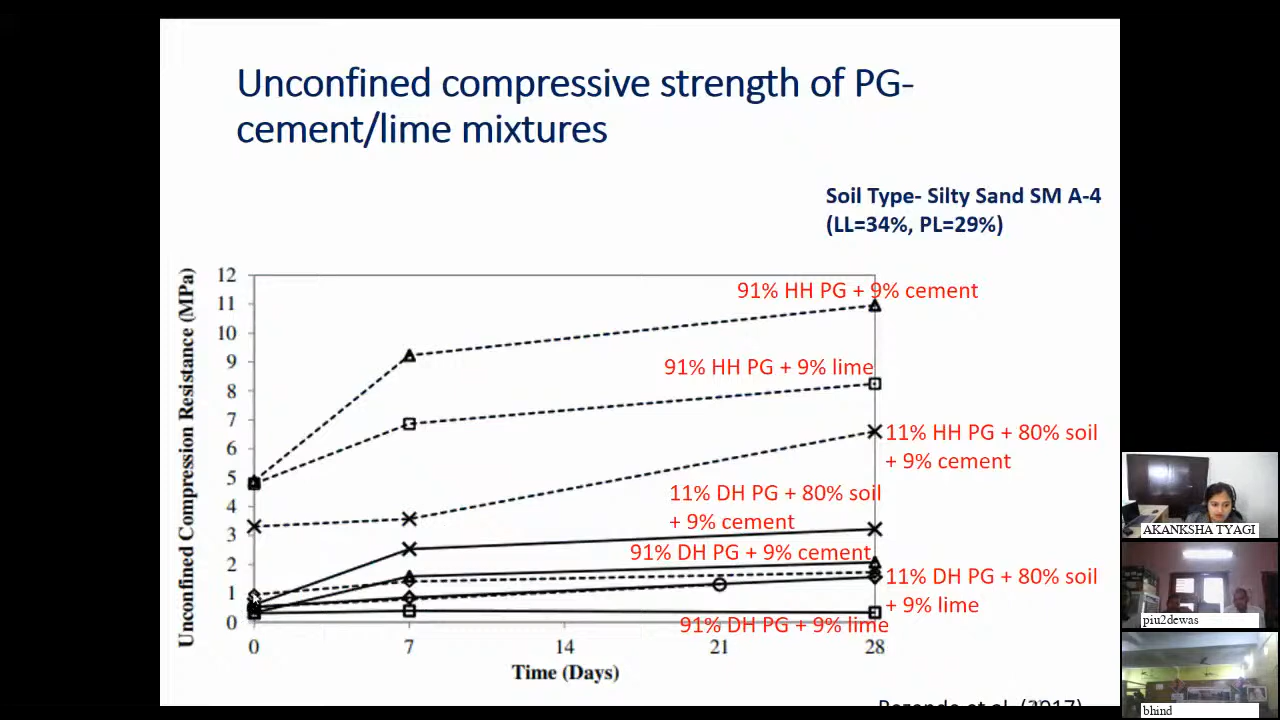 Unconfined compressive strength of PG-
cement/lime mixtures
Soil Type- Silty Sand SM A-4
(LL=34%, PL=29%)
Unconfined Compression Resistance (MPa)
12
11
10
9
8
7
6
5
4
3
2
1
0
91% HH PG + 9% cement
91% HH PG + 9% lime
11% HH PG + 80% soil
+ 9% cement
11% DH PG + 80% soil
+ 9% cement
91% DH PG + 9% cement
11% DH PG + 80% soil
+ 9% lime
91% DH PG + 9% lime
0 7 14 21 28
Time (Days)
Rezende et al. (2017)
AKANKSHA TYAGI
piu2dewas
bhind